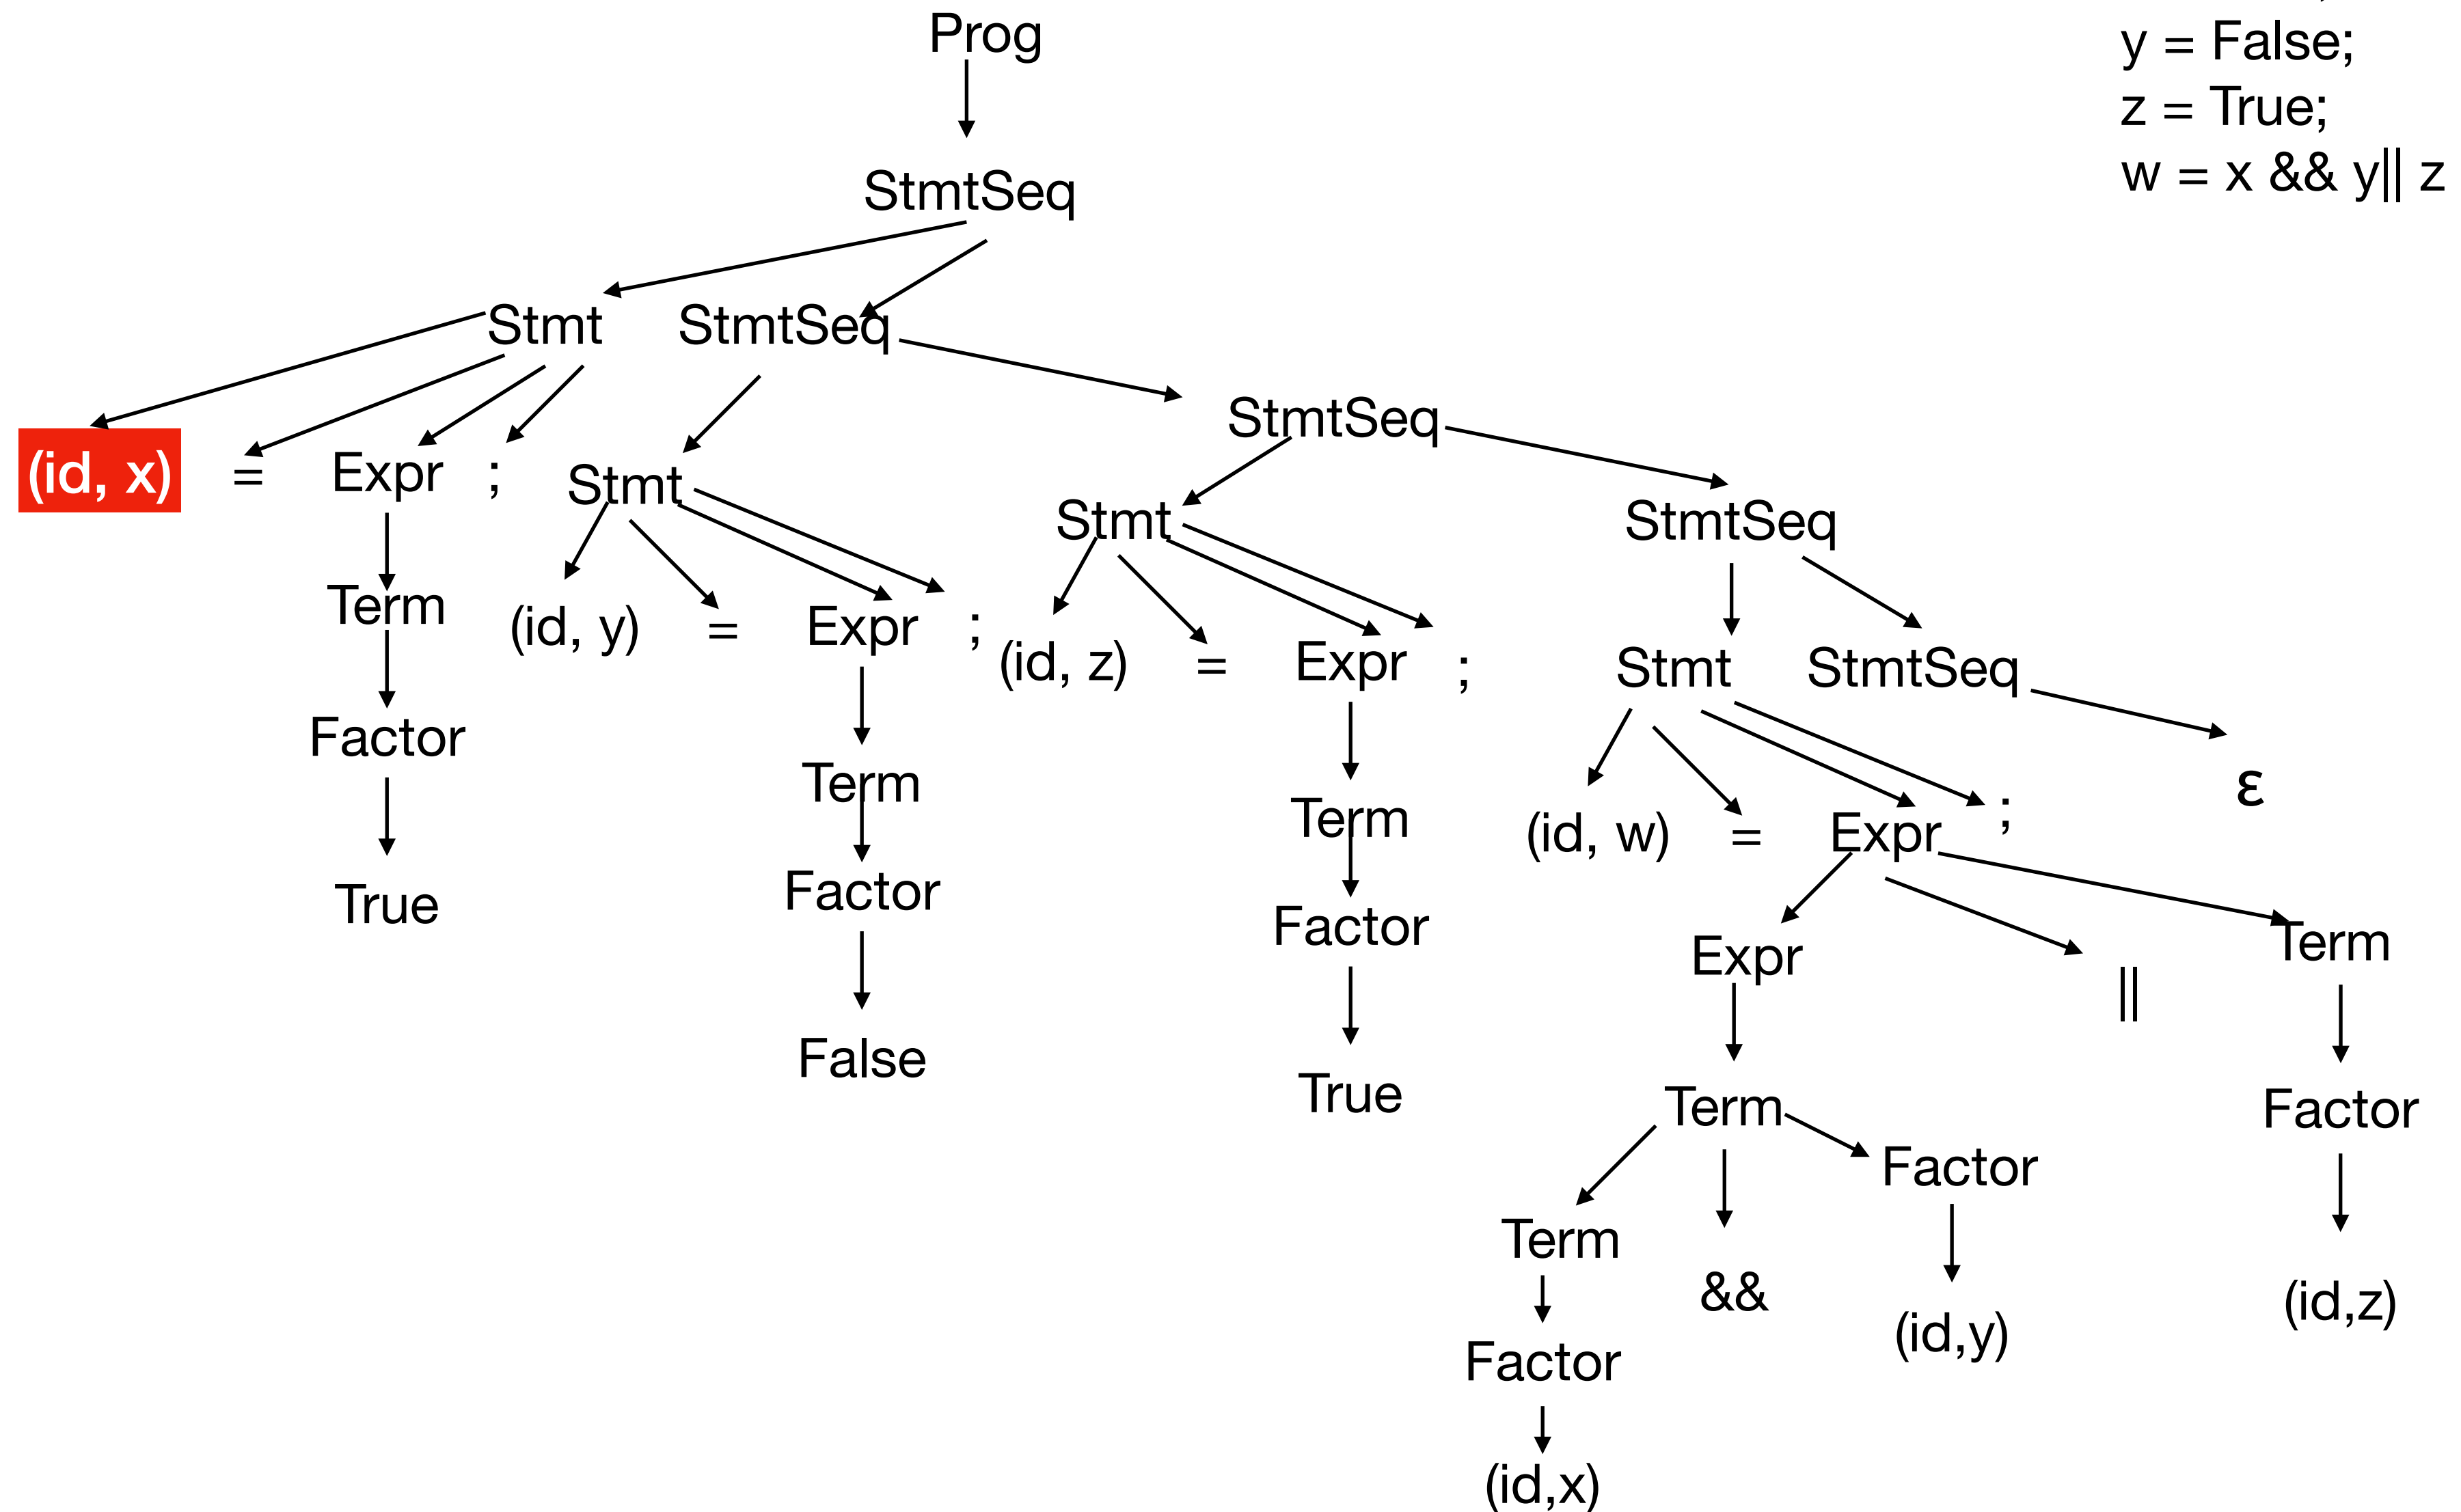 Prog
y = False;
z = True;
w = x && y|| z
StmtSeq
Stmt StmtSeq
StmtSeq
(id, x) = Expr ; Stmt
Stmt StmtSeq
Term (id, y) = Expr ; (id, z) = Expr ; Stmt StmtSeq
Factor
Term Term (id, w) = Expr ; ε
True Factor Factor Expr || Term
False True Term Factor
Factor
Term && (id,y) (id,z)
Factor
(id,x)